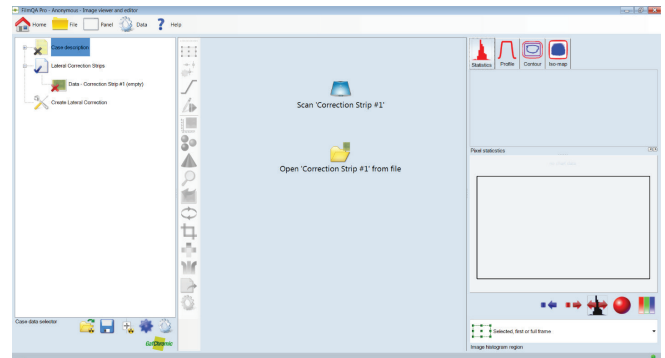 FilmQA Pro - Anonymous - Image viewer and editor
Home File Panel Data ? Help
Case description
Lateral Correction Strips
Data - Correction Strip #1 (empty)
Create Lateral Correction
Scan 'Correction Strip #1'
Open 'Correction Strip #1' from file
Statistics Profile Contour Iso map
Pixel statistics
Selected, first or full frame
Image histogram region
Case data selector
GafChromic